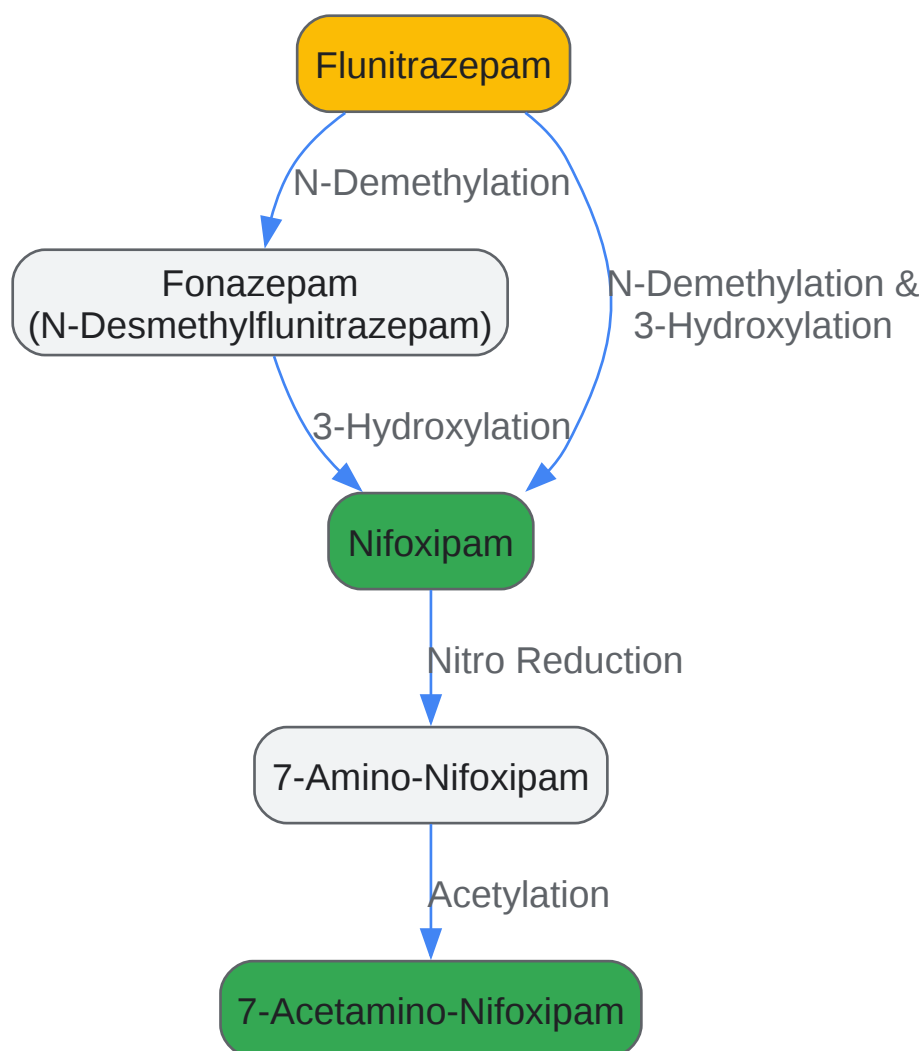 Flunitrazepam
N-Demethylation
Fonazepam
(N-Desmethylflunitrazepam)
N-Demethylation &
3-Hydroxylation
3-Hydroxylation
Nifoxipam
Nitro Reduction
7-Amino-Nifoxipam
Acetylation
7-Acetamino-Nifoxipam